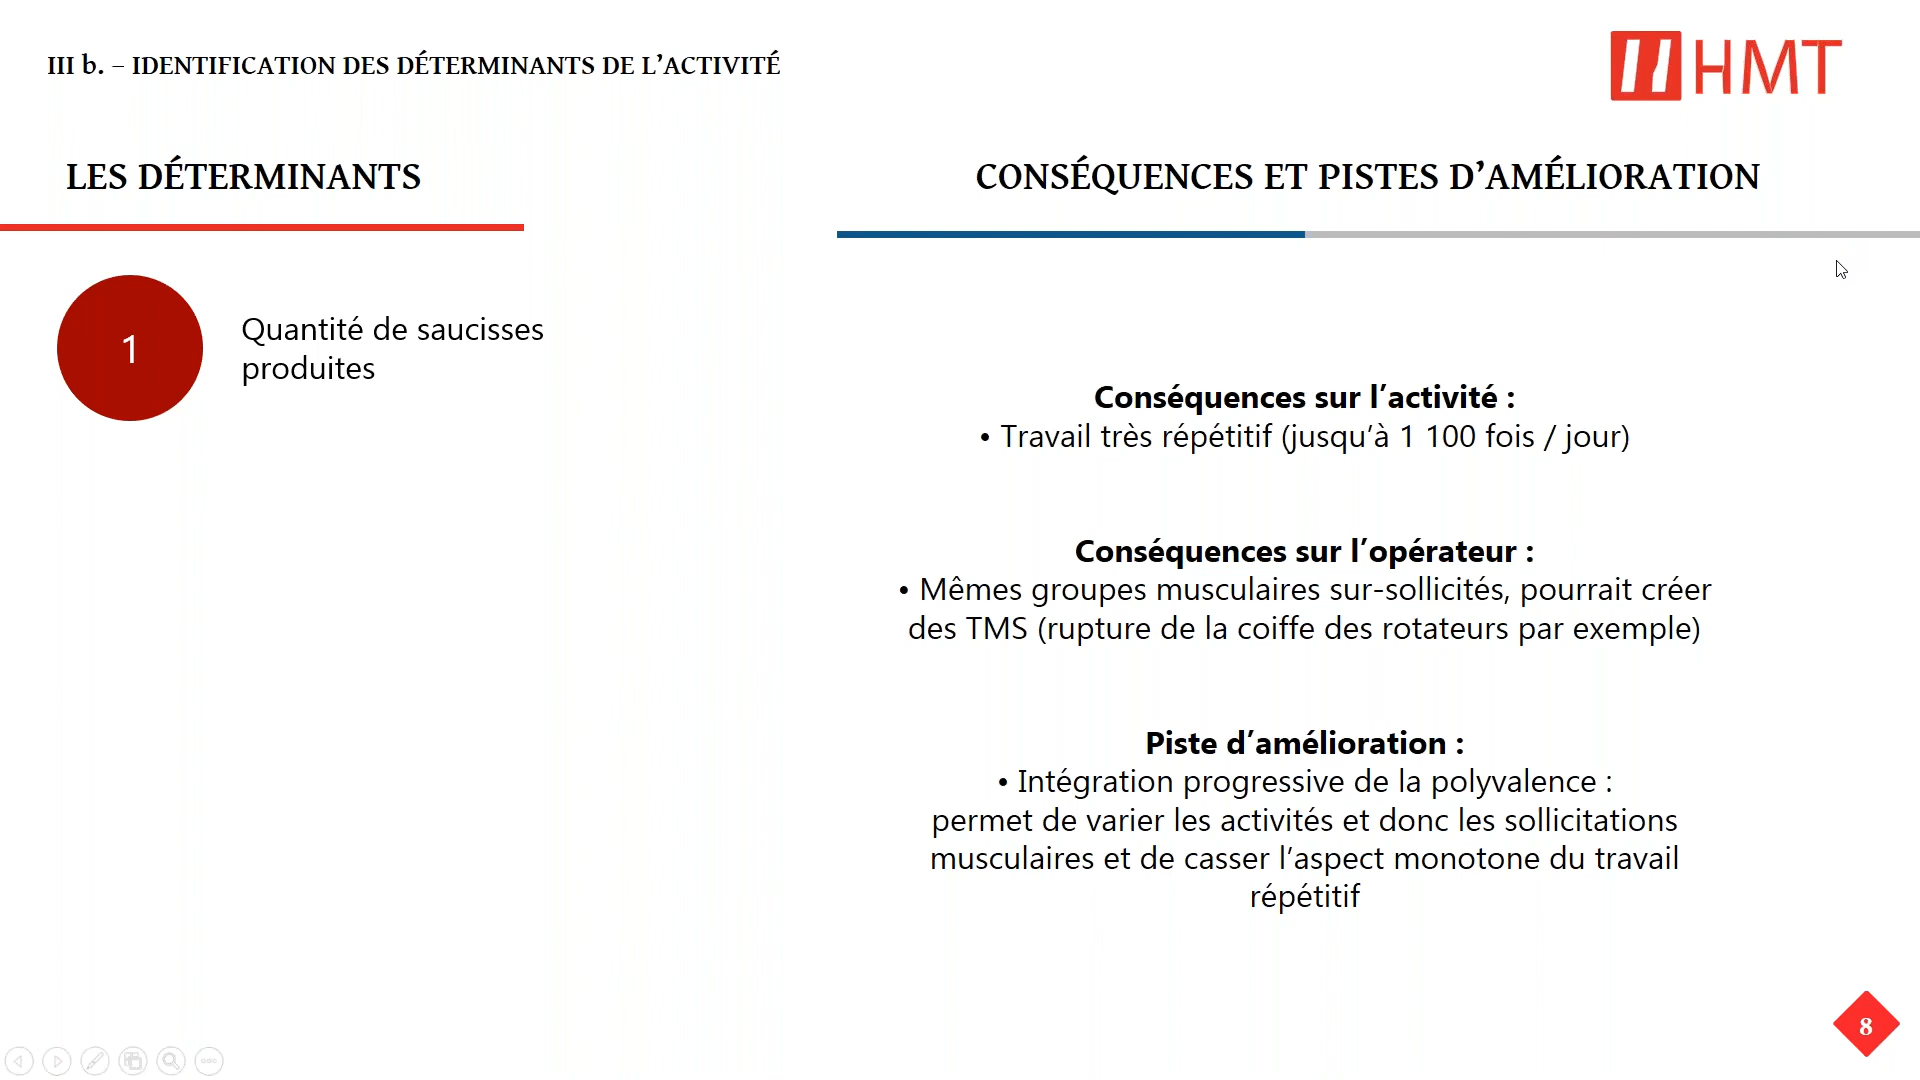 III b. – IDENTIFICATION DES DÉTERMINANTS DE L’ACTIVITÉ
HMT
LES DÉTERMINANTS
CONSÉQUENCES ET PISTES D’AMÉLIORATION
1
Quantité de saucisses
produites
Conséquences sur l’activité :
• Travail très répétitif (jusqu’à 1 100 fois / jour)
Conséquences sur l’opérateur :
• Mêmes groupes musculaires sur-sollicités, pourrait créer
des TMS (rupture de la coiffe des rotateurs par exemple)
Piste d’amélioration :
• Intégration progressive de la polyvalence :
permet de varier les activités et donc les sollicitations
musculaires et de casser l’aspect monotone du travail
répétitif
8